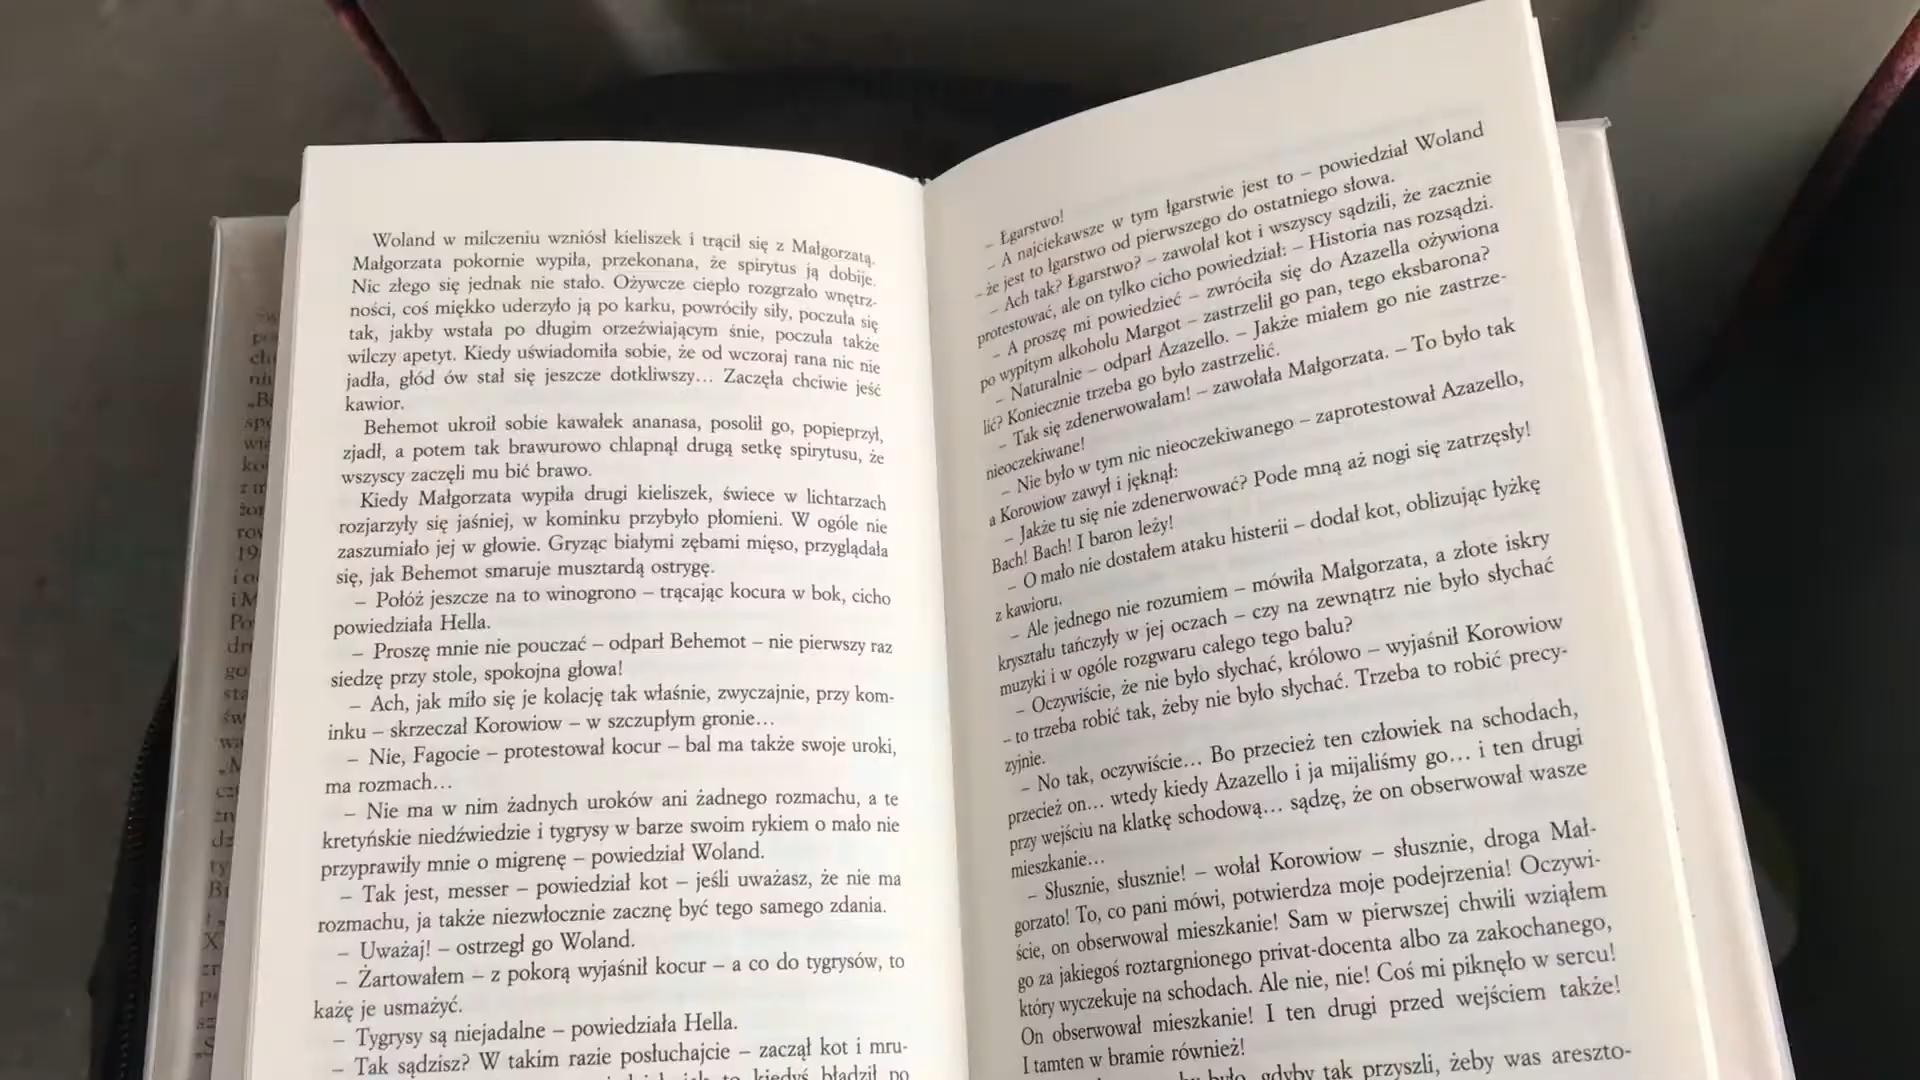 Woland w milczeniu wzniósł kieliszek i trącił się z Małgorzatą.
Małgorzata pokornie wypiła, przekonana, że spirytus ją dobije.
Nic złego się jednak nie stało. Ożywcze ciepło rozgrzało wnętrz-
ności, coś miękko uderzyło ją po karku, powróciły siły, poczuła się
tak, jakby wstała po długim orzeźwiającym śnie, poczuła także
wilczy apetyt. Kiedy uświadomiła sobie, że od wczoraj rana nic nie
jadła, głód ów stał się jeszcze dotkliwszy... Zaczęła chciwie jeść
kawior.
Behemot ukroił sobie kawałek ananasa, posolił go, popieprzył,
zjadł, a potem tak brawurowo chlapnął drugą setkę spirytusu, że
wszyscy zaczęli mu bić brawo.
Kiedy Małgorzata wypiła drugi kieliszek, świece w lichtarzach
rozjarzyły się jaśniej, w kominku przybyło płomieni. W ogóle nie
zaszumiało jej w głowie. Gryząc białymi zębami mięso, przyglądała
się, jak Behemot smaruje musztardą ostrygę.
– Połóż jeszcze na to winogrono – trącając kocura w bok, cicho
powiedziała Hella.
– Proszę mnie nie pouczać – odparł Behemot – nie pierwszy raz
siedzę przy stole, spokojna głowa!
– Ach, jak miło się je kolację tak właśnie, zwyczajnie, przy kom-
inku – skrzeczał Korowiow – w szczupłym gronie...
– Nie, Fagocie – protestował kocur – bal ma także swoje uroki,
ma rozmach...
– Nie ma w nim żadnych uroków ani żadnego rozmachu, a te
kretyńskie niedźwiedzie i tygrysy w barze swoim rykiem o mało nie
przyprawiły mnie o migrenę – powiedział Woland.
– Tak jest, messer – powiedział kot – jeśli uważasz, że nie ma
rozmachu, ja także niezwłocznie zacznę być tego samego zdania.
– Uważaj! – ostrzegł go Woland.
– Żartowałem – z pokorą wyjaśnił kocur – a co do tygrysów, to
każę je usmażyć.
– Tygrysy są niejadalne – powiedziała Hella.
– Tak sądzisz? W takim razie posłuchajcie – zaczął kot i mru-
kiedyś błądził po
– Łgarstwo!
– A najciekawsze w tym łgarstwie jest to – powiedział Woland
– że jest to łgarstwo od pierwszego do ostatniego słowa.
– Ach tak? Łgarstwo? – zawołał kot i wszyscy sądzili, że zacznie
protestować, ale on tylko cicho powiedział: – Historia nas rozsądzi.
– A proszę mi powiedzieć – zwróciła się do Azazella ożywiona
po wypitym alkoholu Margot – zastrzelił go pan, tego eksbarona?
– Naturalnie – odparł Azazello. – Jakże miałem go nie zastrze-
lić? Koniecznie trzeba go było zastrzelić.
– Tak się zdenerwowałam! – zawołała Małgorzata. – To było tak
nieoczekiwane!
– Nie było w tym nic nieoczekiwanego – zaprotestował Azazello,
a Korowiow zawył i jęknął:
– Jakże tu się nie zdenerwować? Pode mną aż nogi się zatrzęsły!
Bach! Bach! I baron leży!
– O mało nie dostałem ataku histerii – dodał kot, oblizując łyżkę
z kawioru.
– Ale jednego nie rozumiem – mówiła Małgorzata, a złote iskry
kryształu tańczyły w jej oczach – czy na zewnątrz nie było słychać
muzyki i w ogóle rozgwaru całego tego balu?
– Oczywiście, że nie było słychać, królowo – wyjaśnił Korowiow
– to trzeba robić tak, żeby nie było słychać. Trzeba to robić precy-
zyjnie.
– No tak, oczywiście... Bo przecież ten człowiek na schodach,
przecież on... wtedy kiedy Azazello i ja mijaliśmy go... i ten drugi
przy wejściu na klatkę schodową... sądzę, że on obserwował wasze
mieszkanie...
– Słusznie, słusznie! – wołał Korowiow – słusznie, droga Mał-
gorzato! To, co pani mówi, potwierdza moje podejrzenia! Oczywi-
ście, on obserwował mieszkanie! Sam w pierwszej chwili wziąłem
go za jakiegoś roztargnionego privat-docenta albo za zakochanego,
który wyczekuje na schodach. Ale nie, nie! Coś mi piknęło w sercu!
On obserwował mieszkanie! I ten drugi przed wejściem także!
I tamten w bramie również!
było, gdyby tak przyszli, żeby was areszto-